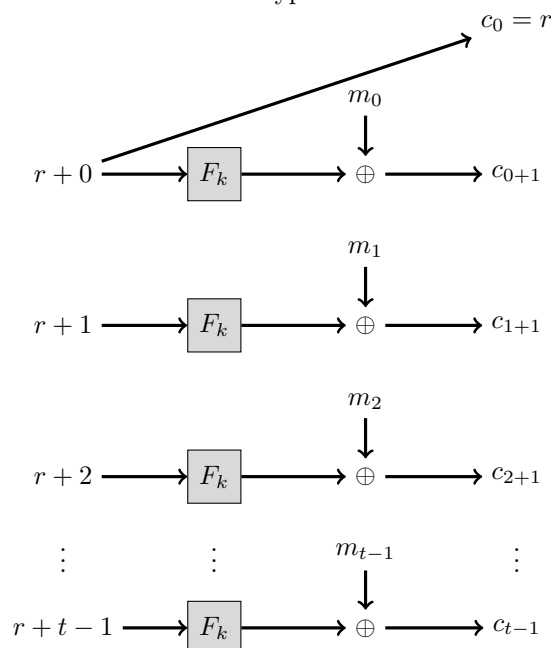 c_0 = r
m_0
r + 0 F_k ⊕ c_{0+1}
m_1
r + 1 F_k ⊕ c_{1+1}
m_2
r + 2 F_k ⊕ c_{2+1}
⋮ ⋮ m_{t−1} ⋮
r + t − 1 F_k ⊕ c_{t−1}